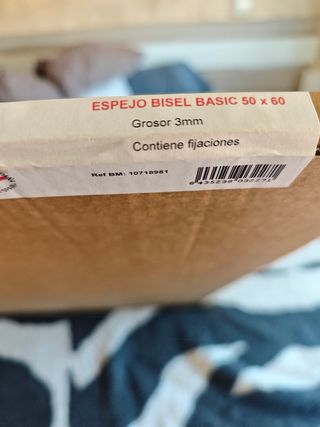 ESPEJO BISEL BASIC 50 x 60
Grosor 3mm
Contiene fijaciones
Ref BM: 10718981